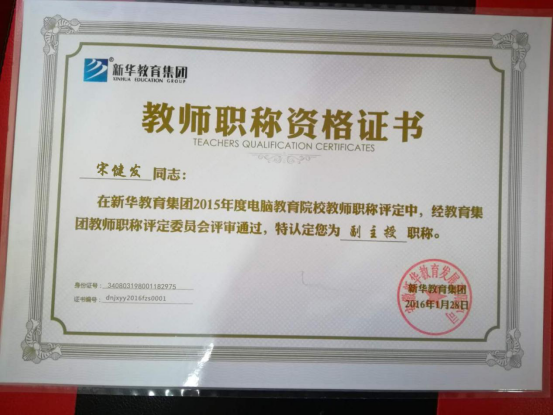 新华教育集团
XINHUA EDUCATION GROUP
教师职称资格证书
TEACHERS QUALIFICATION CERTIFICATES
宋健发 同志：
在新华教育集团2015年度电脑教育院校教师职称评定中，经教育集
团教师职称评定委员会评审通过，特认定您为 副主授 职称。
身份证号：340803198001182975
证书编号：dnjxyy2016fzs0001
新华教育集团
2016年1月28日